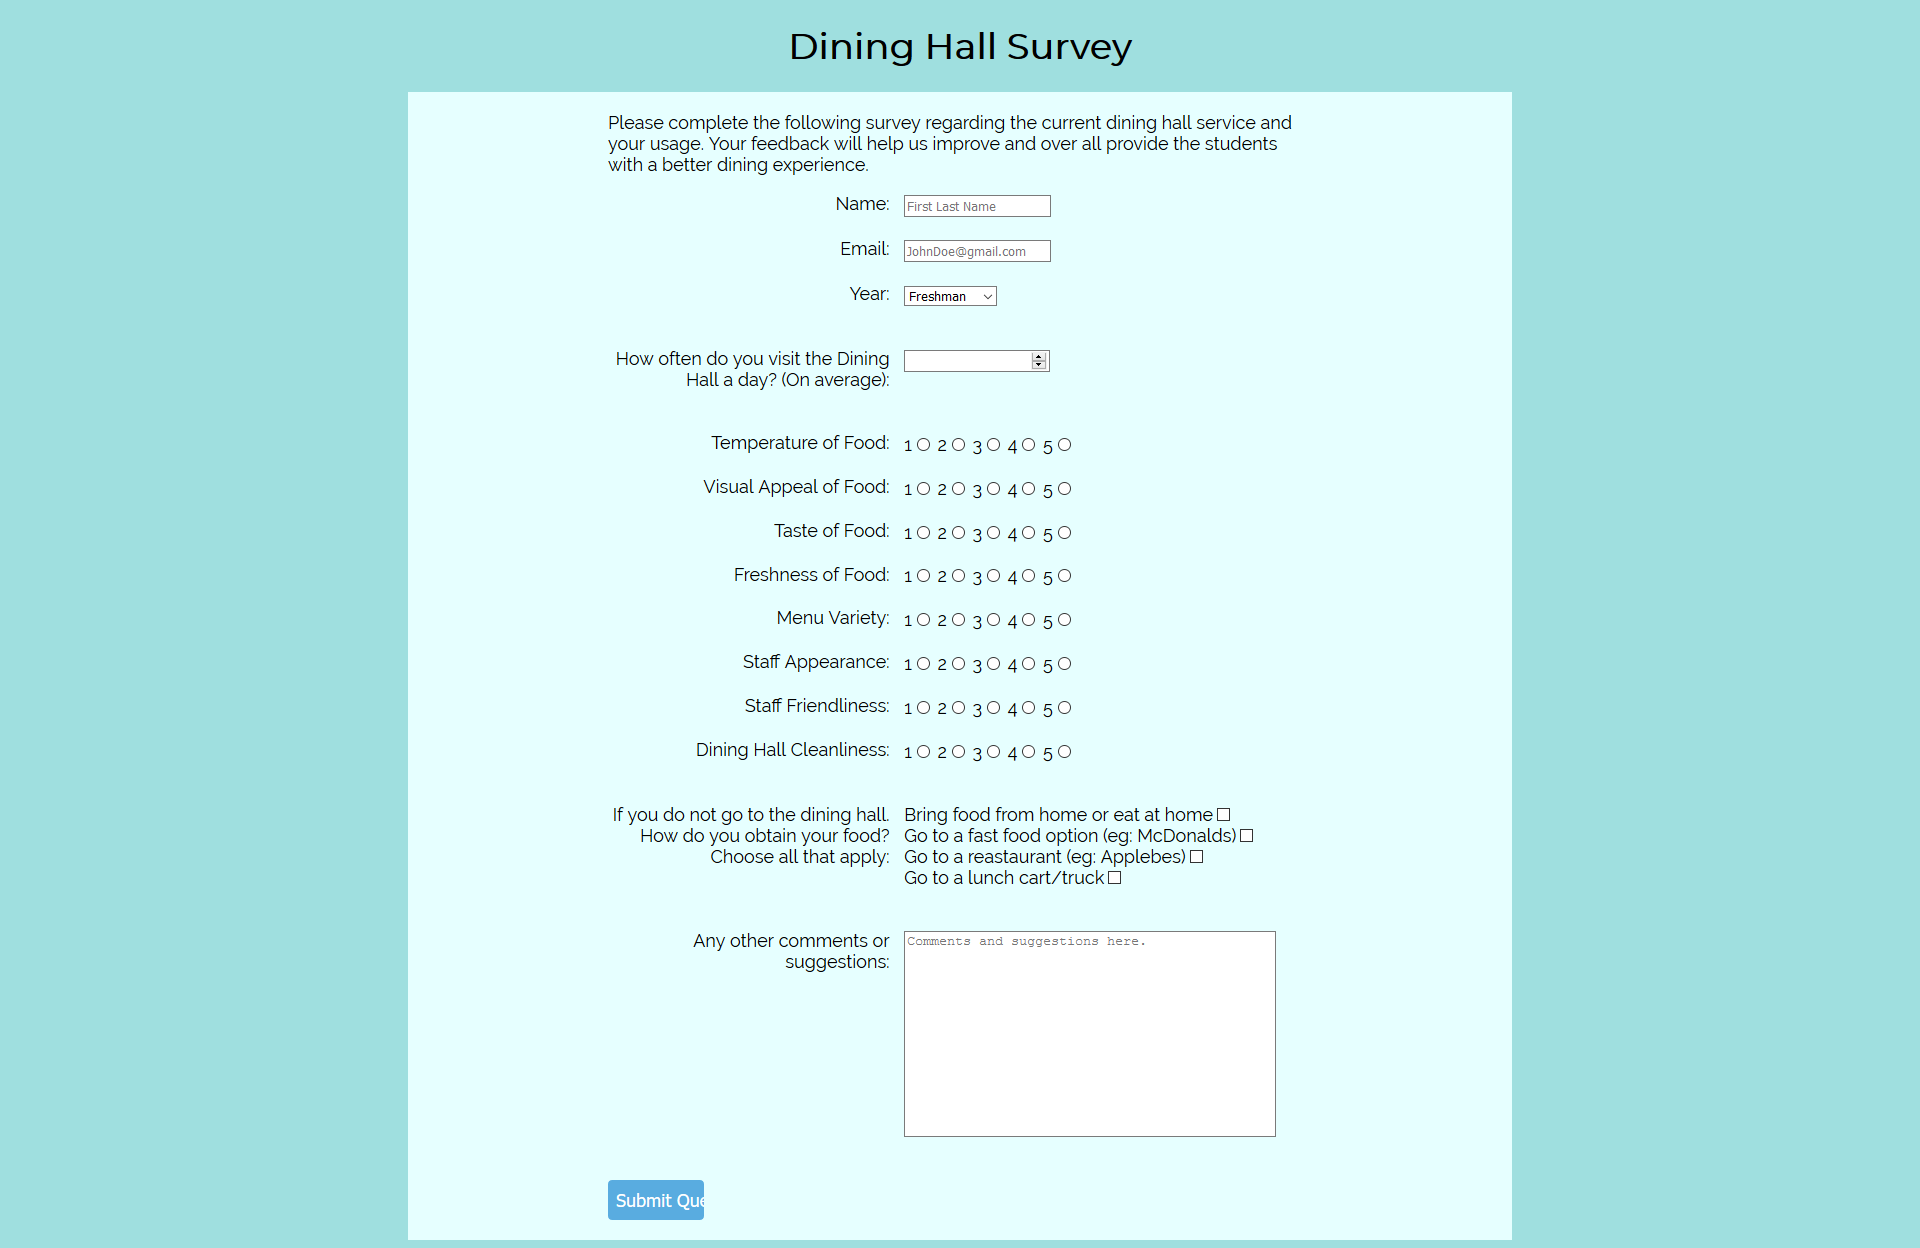 Dining Hall Survey
Please complete the following survey regarding the current dining hall service and
your usage. Your feedback will help us improve and over all provide the students
with a better dining experience.
Name: First Last Name
Email: JohnDoe@gmail.com
Year: Freshman
How often do you visit the Dining
Hall a day? (On average):
Temperature of Food: 1 2 3 4 5
Visual Appeal of Food: 1 2 3 4 5
Taste of Food: 1 2 3 4 5
Freshness of Food: 1 2 3 4 5
Menu Variety: 1 2 3 4 5
Staff Appearance: 1 2 3 4 5
Staff Friendliness: 1 2 3 4 5
Dining Hall Cleanliness: 1 2 3 4 5
If you do not go to the dining hall.
How do you obtain your food?
Choose all that apply:
Bring food from home or eat at home
Go to a fast food option (eg: McDonalds)
Go to a reastaurant (eg: Applebes)
Go to a lunch cart/truck
Any other comments or
suggestions:
Comments and suggestions here.
Submit Que